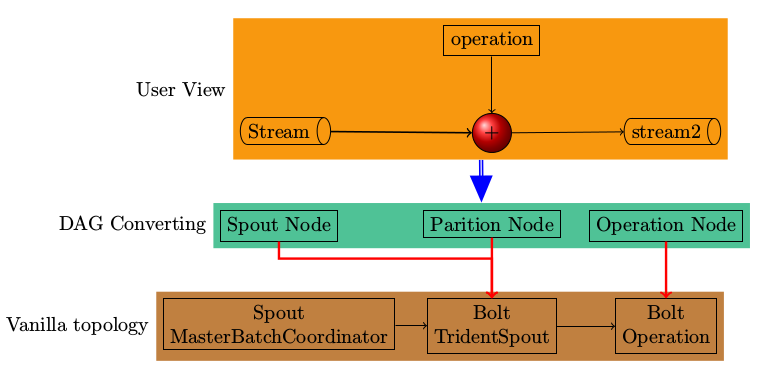 operation
User View
Stream
+
stream2
DAG Converting
Spout Node
Parition Node
Operation Node
Vanilla topology
Spout
MasterBatchCoordinator
Bolt
TridentSpout
Bolt
Operation